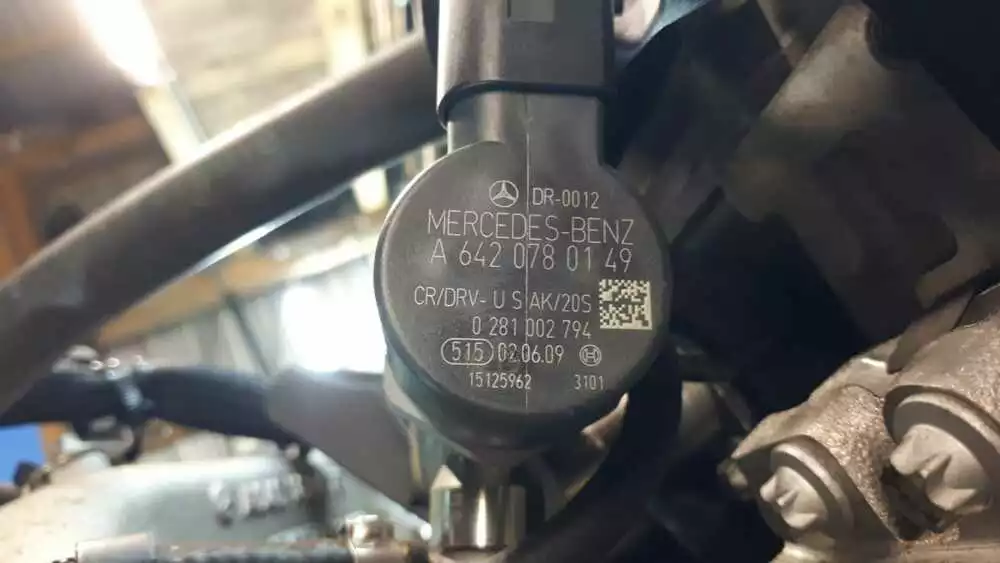 DR-0012
MERCEDES-BENZ
A 642 078 01 49
CR/DRV- U S AK/20S
0 281 002 794
515 02.06.09
15125962 3101